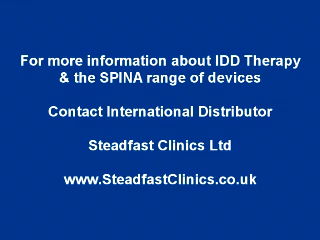 For more information about IDD Therapy
& the SPINA range of devices
Contact International Distributor
Steadfast Clinics Ltd
www.SteadfastClinics.co.uk